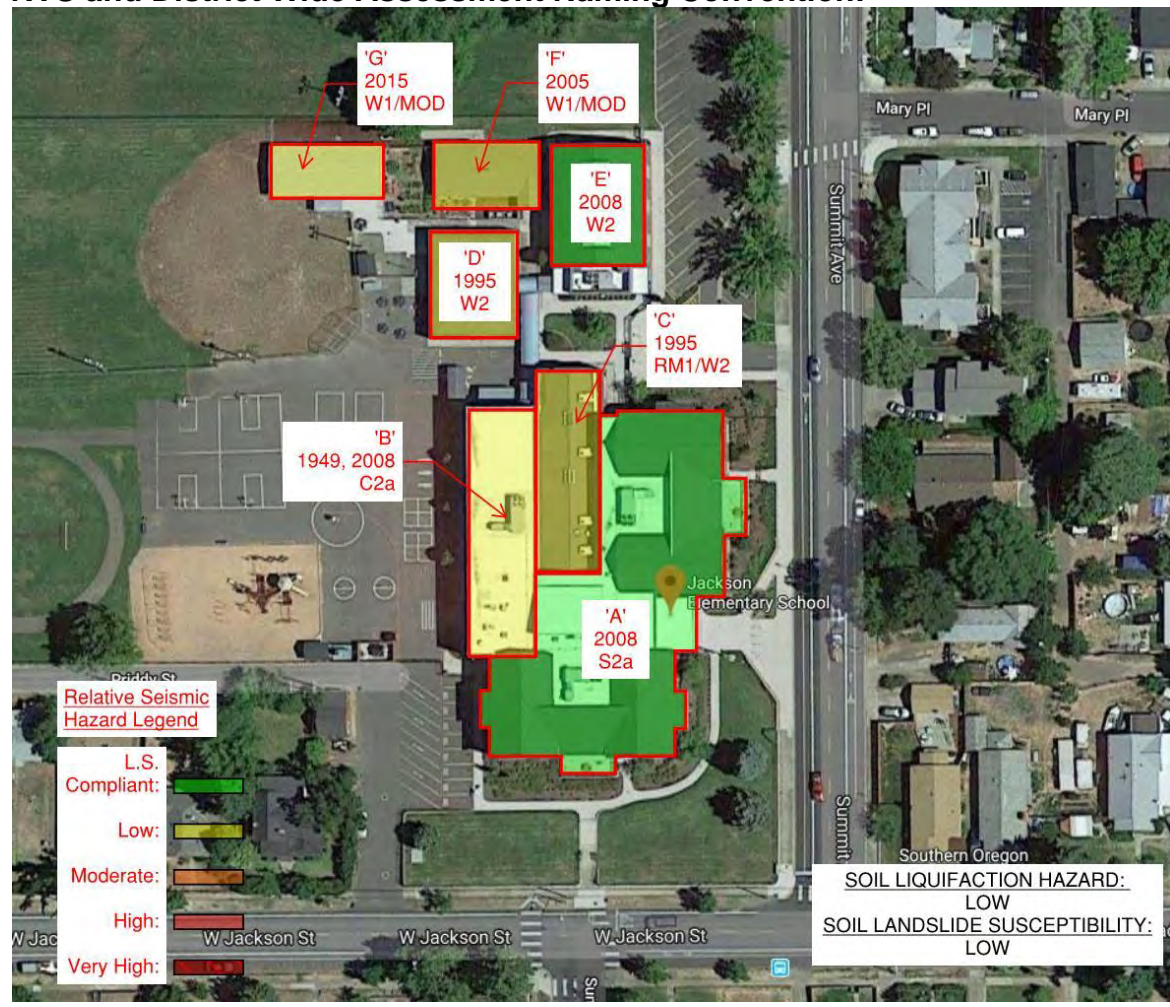 'G'
2015
W1/MOD
'F'
2005
W1/MOD
Mary Pl
Mary Pl
'E'
2008
W2
'D'
1995
W2
Summit Ave
'C'
1995
RM1/W2
'B'
1949, 2008
C2a
Jackson
Elementary School
'A'
2008
S2a
Priddy St
Relative Seismic
Hazard Legend
L.S.
Compliant:
Low:
Moderate:
High:
Very High:
Summit
Southern Oregon
SOIL LIQUIFACTION HAZARD:
LOW
SOIL LANDSLIDE SUSCEPTIBILITY:
LOW
W Jac
W Jackson St
W Jackson St
W Jackson St